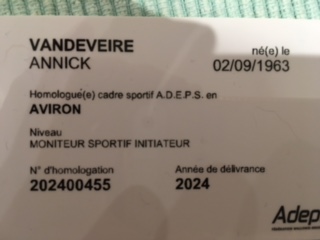 VANDEVEIRE
ANNICK
né(e) le
02/09/1963
Homologué(e) cadre sportif A.D.E.P.S. en
AVIRON
Niveau
MONITEUR SPORTIF INITIATEUR
N° d'homologation
202400455
Année de délivrance
2024
Adep